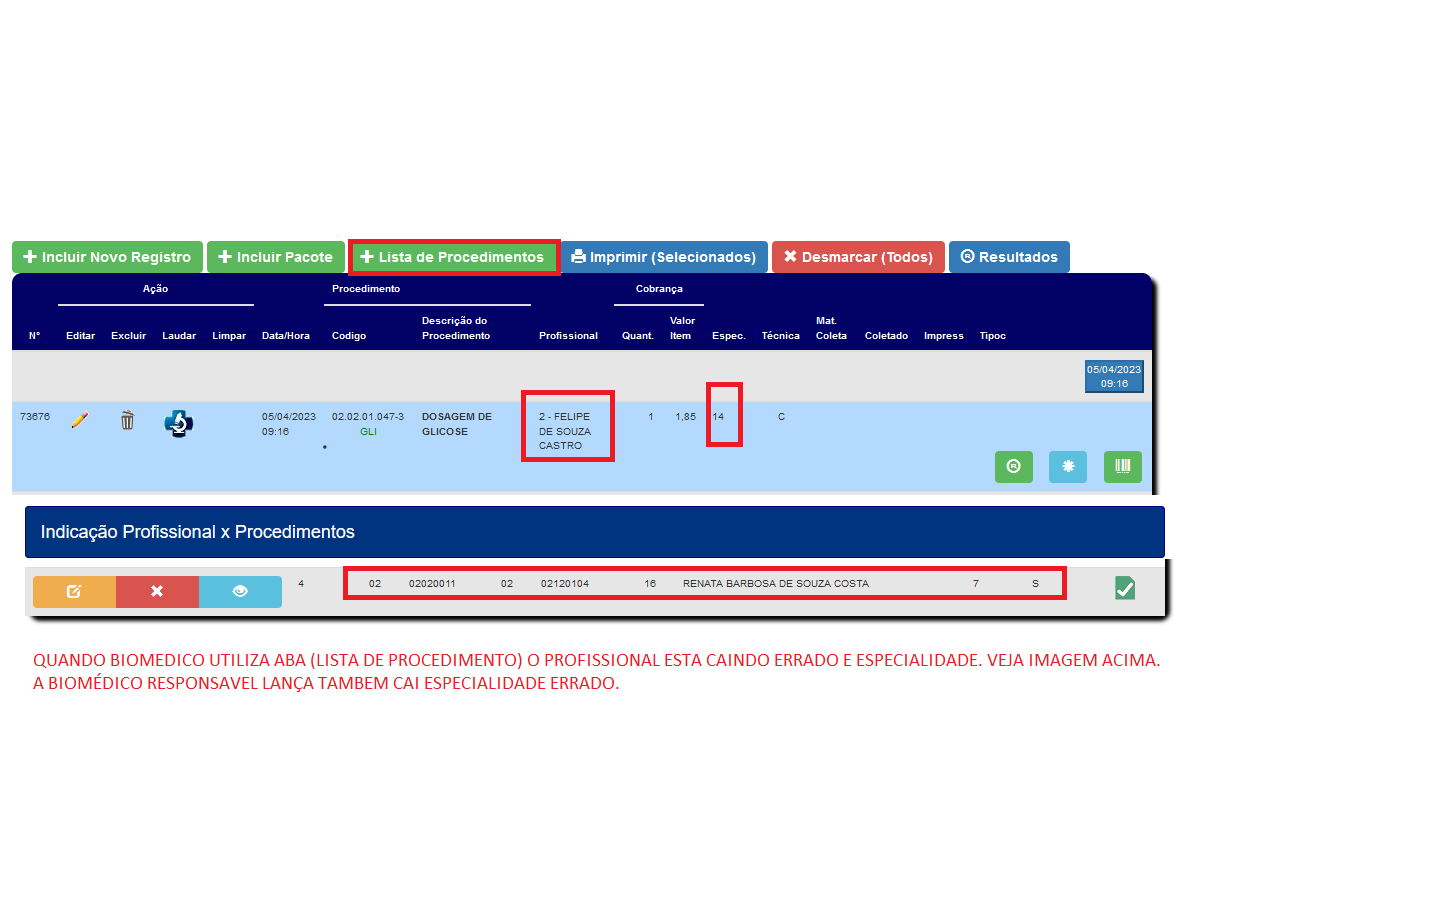 Incluir Novo Registro Incluir Pacote Lista de Procedimentos Imprimir (Selecionados) Desmarcar (Todos) Resultados
Ação Procedimento Cobrança
N° Editar Excluir Laudar Limpar Data/Hora Codigo Descrição do Procedimento Profissional Quant. Valor Item Espec. Técnica Mat. Coleta Coletado Impress Tipoc
05/04/2023
09:16
73676 05/04/2023 02.02.01.047-3 DOSAGEM DE 2 - FELIPE 1 1,85 14 C
09:16 GLI GLICOSE DE SOUZA
CASTRO
Indicação Profissional x Procedimentos
4 02 02020011 02 02120104 16 RENATA BARBOSA DE SOUZA COSTA 7 S
QUANDO BIOMEDICO UTILIZA ABA (LISTA DE PROCEDIMENTO) O PROFISSIONAL ESTA CAINDO ERRADO E ESPECIALIDADE. VEJA IMAGEM ACIMA.
A BIOMÉDICO RESPONSAVEL LANÇA TAMBEM CAI ESPECIALIDADE ERRADO.